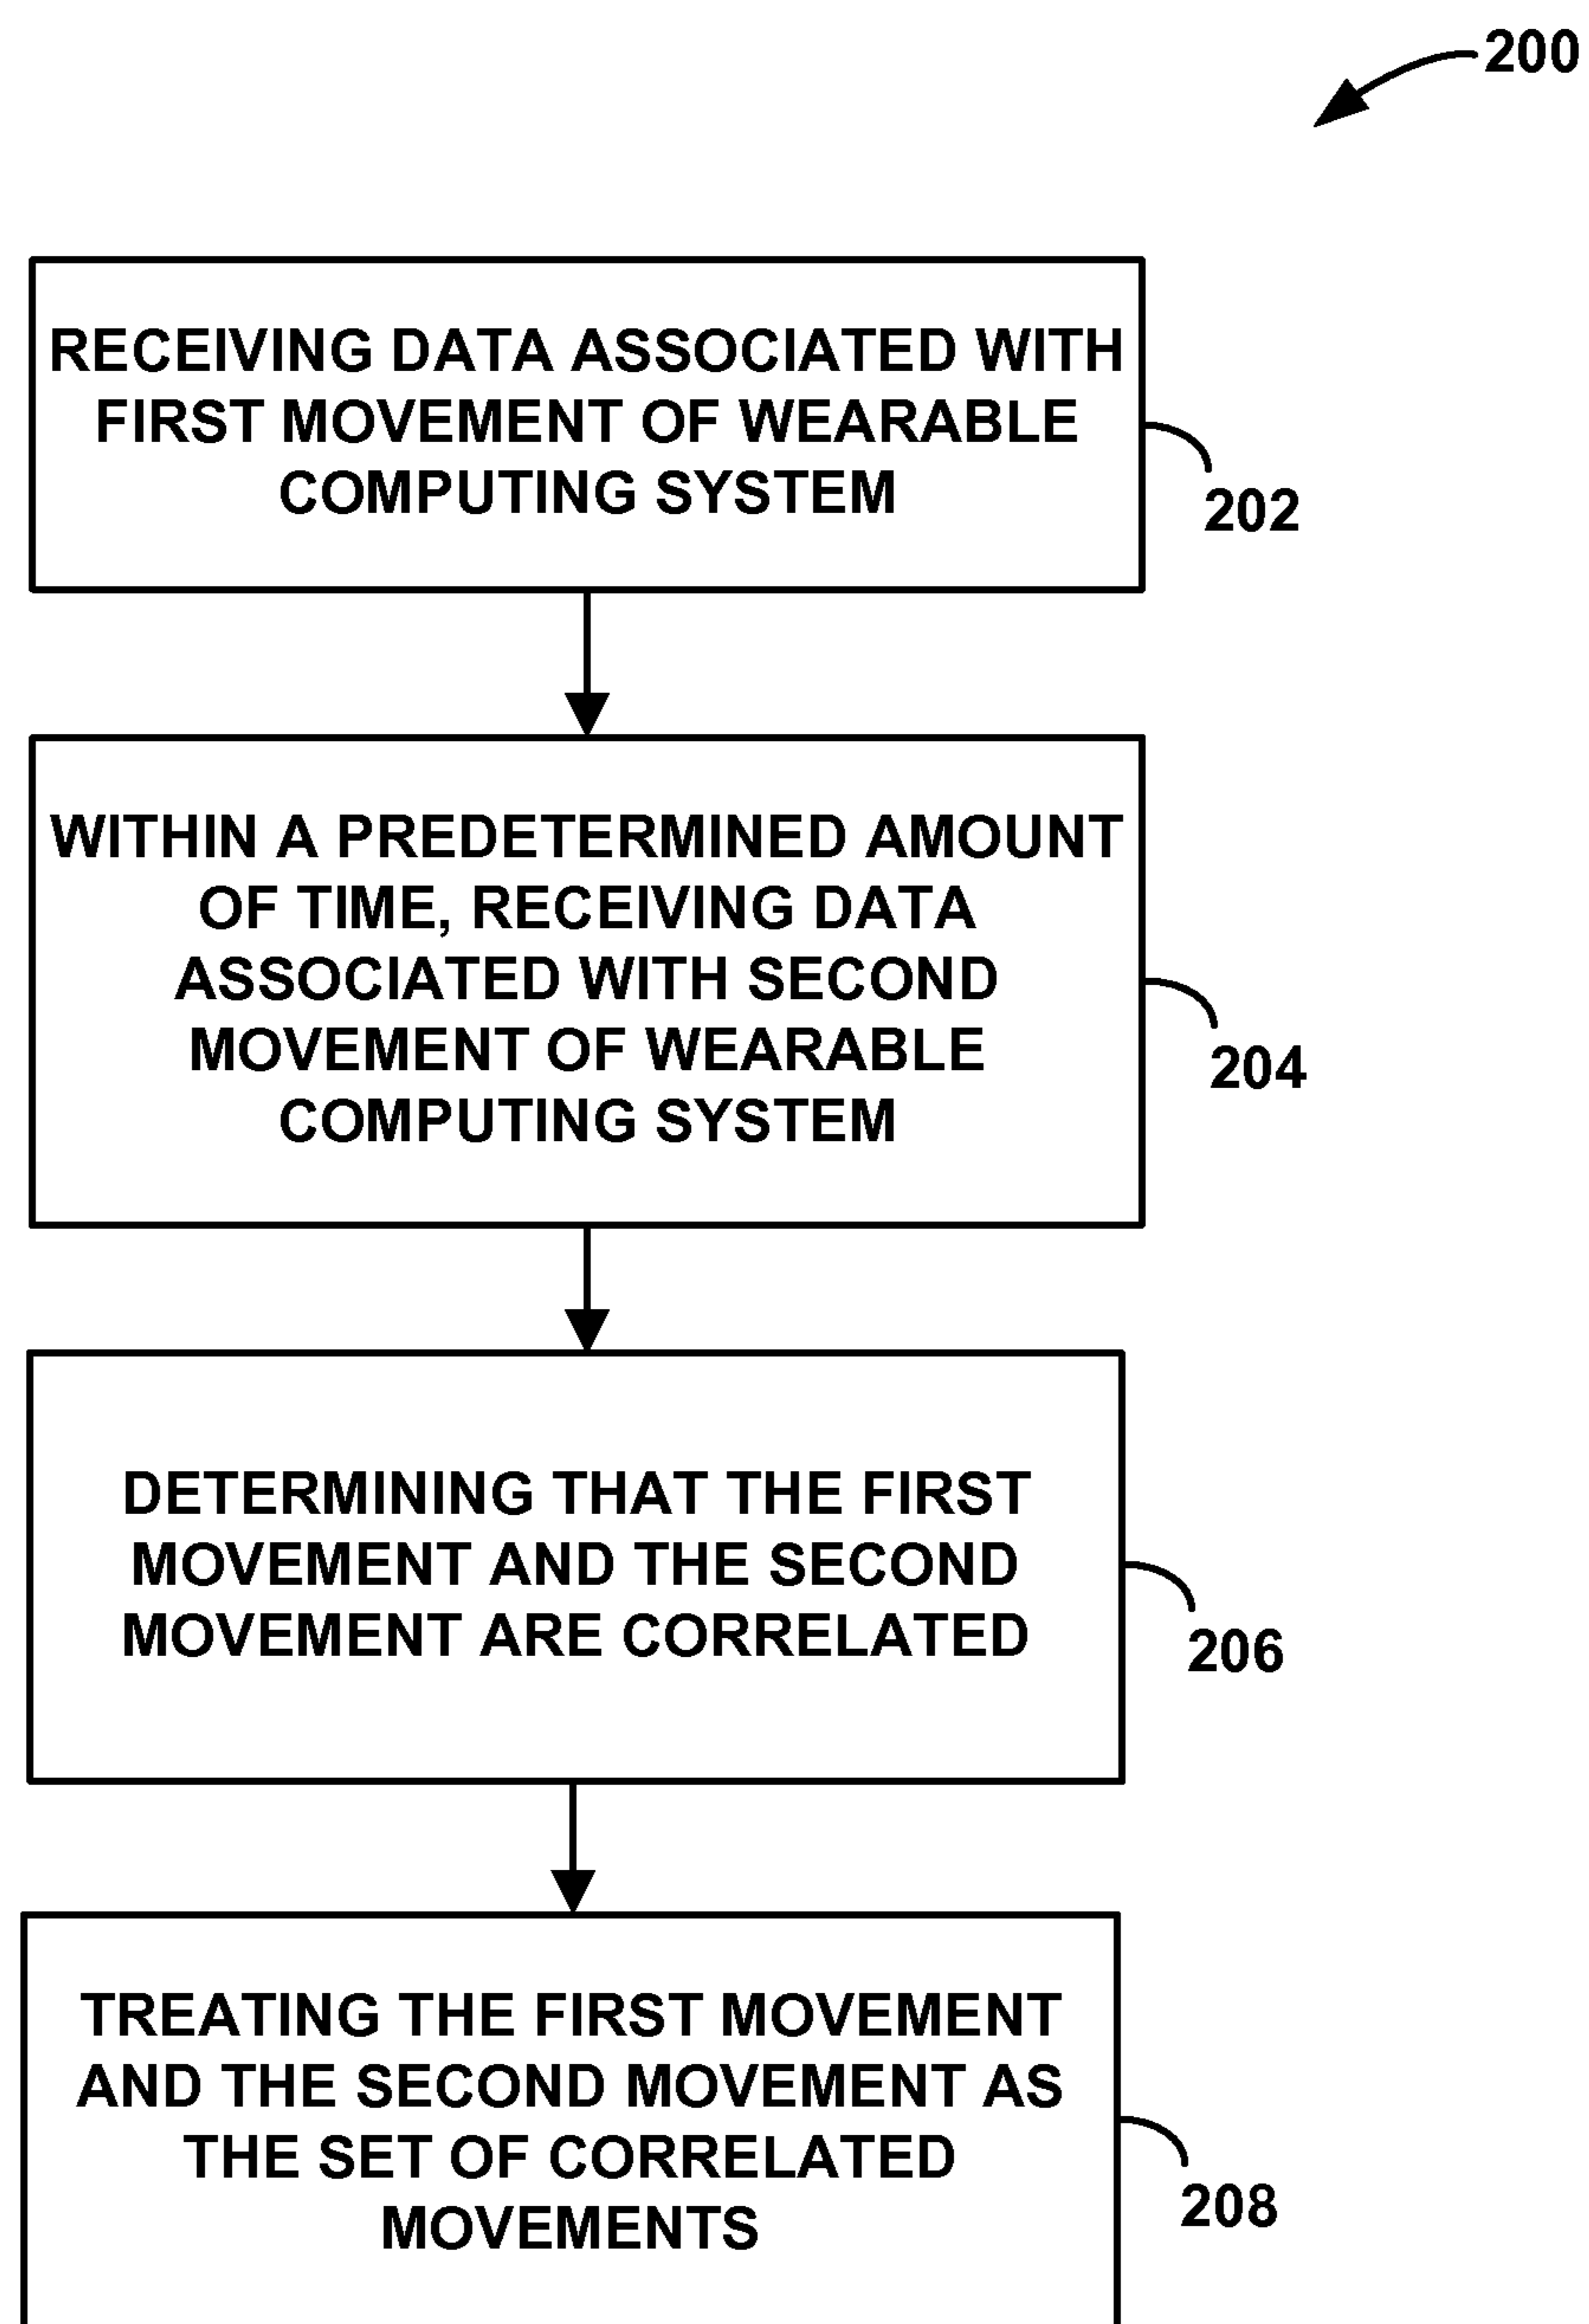 200
RECEIVING DATA ASSOCIATED WITH
FIRST MOVEMENT OF WEARABLE
COMPUTING SYSTEM
202
WITHIN A PREDETERMINED AMOUNT
OF TIME, RECEIVING DATA
ASSOCIATED WITH SECOND
MOVEMENT OF WEARABLE
COMPUTING SYSTEM
204
DETERMINING THAT THE FIRST
MOVEMENT AND THE SECOND
MOVEMENT ARE CORRELATED
206
TREATING THE FIRST MOVEMENT
AND THE SECOND MOVEMENT AS
THE SET OF CORRELATED
MOVEMENTS
208